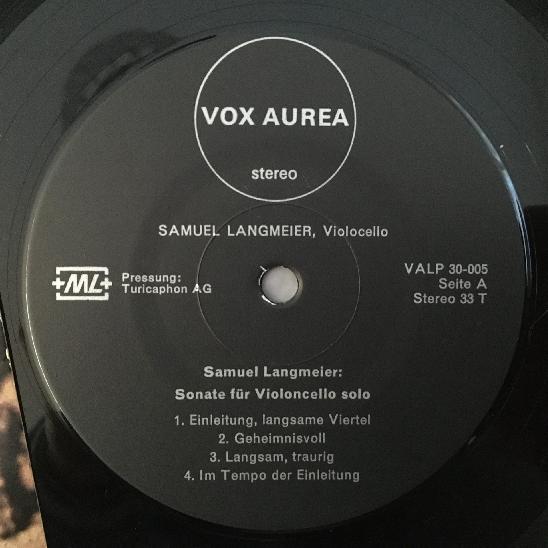 VOX AUREA
stereo
SAMUEL LANGMEIER, Violocello
+ML+
Pressung:
Turicaphon AG
VALP 30-005
Seite A
Stereo 33 T
Samuel Langmeier:
Sonate für Violoncello solo
1. Einleitung, langsame Viertel
2. Geheimnisvoll
3. Langsam, traurig
4. Im Tempo der Einleitung